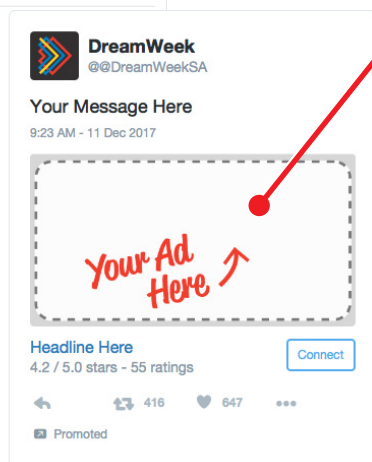 DreamWeek
@@DreamWeekSA
Your Message Here
9:23 AM - 11 Dec 2017
Your Ad
Here
Headline Here
4.2 / 5.0 stars - 55 ratings
Connect
416 647
Promoted